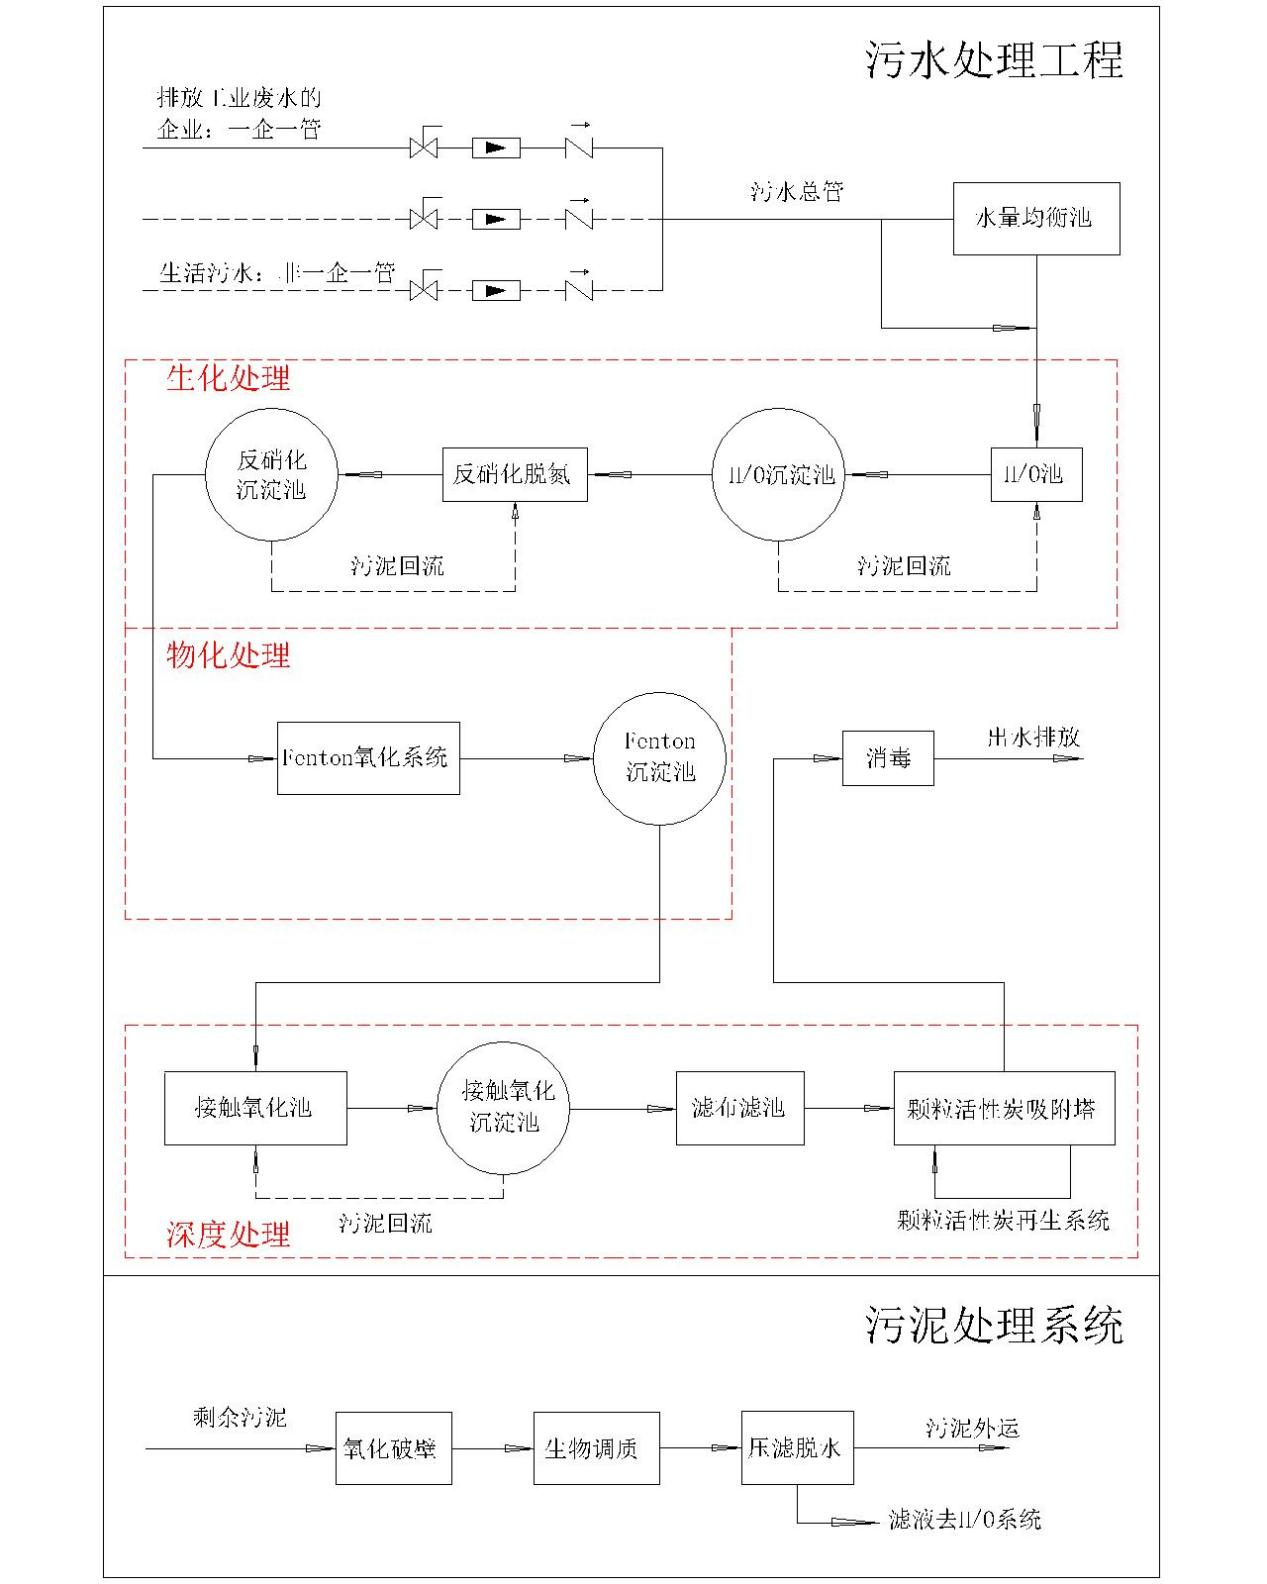 污水处理工程
排放工业废水的
企业：一企一管
污水总管
水量均衡池
生活污水：非一企一管
生化处理
反硝化
沉淀池
反硝化脱氮
H/O沉淀池
H/O池
污泥回流
污泥回流
物化处理
Fenton氧化系统
Fenton
沉淀池
消毒
出水排放
接触氧化池
接触氧化
沉淀池
滤布滤池
颗粒活性炭吸附塔
污泥回流
颗粒活性炭再生系统
深度处理
污泥处理系统
剩余污泥
氧化破壁
生物调质
压滤脱水
污泥外运
滤液去H/O系统